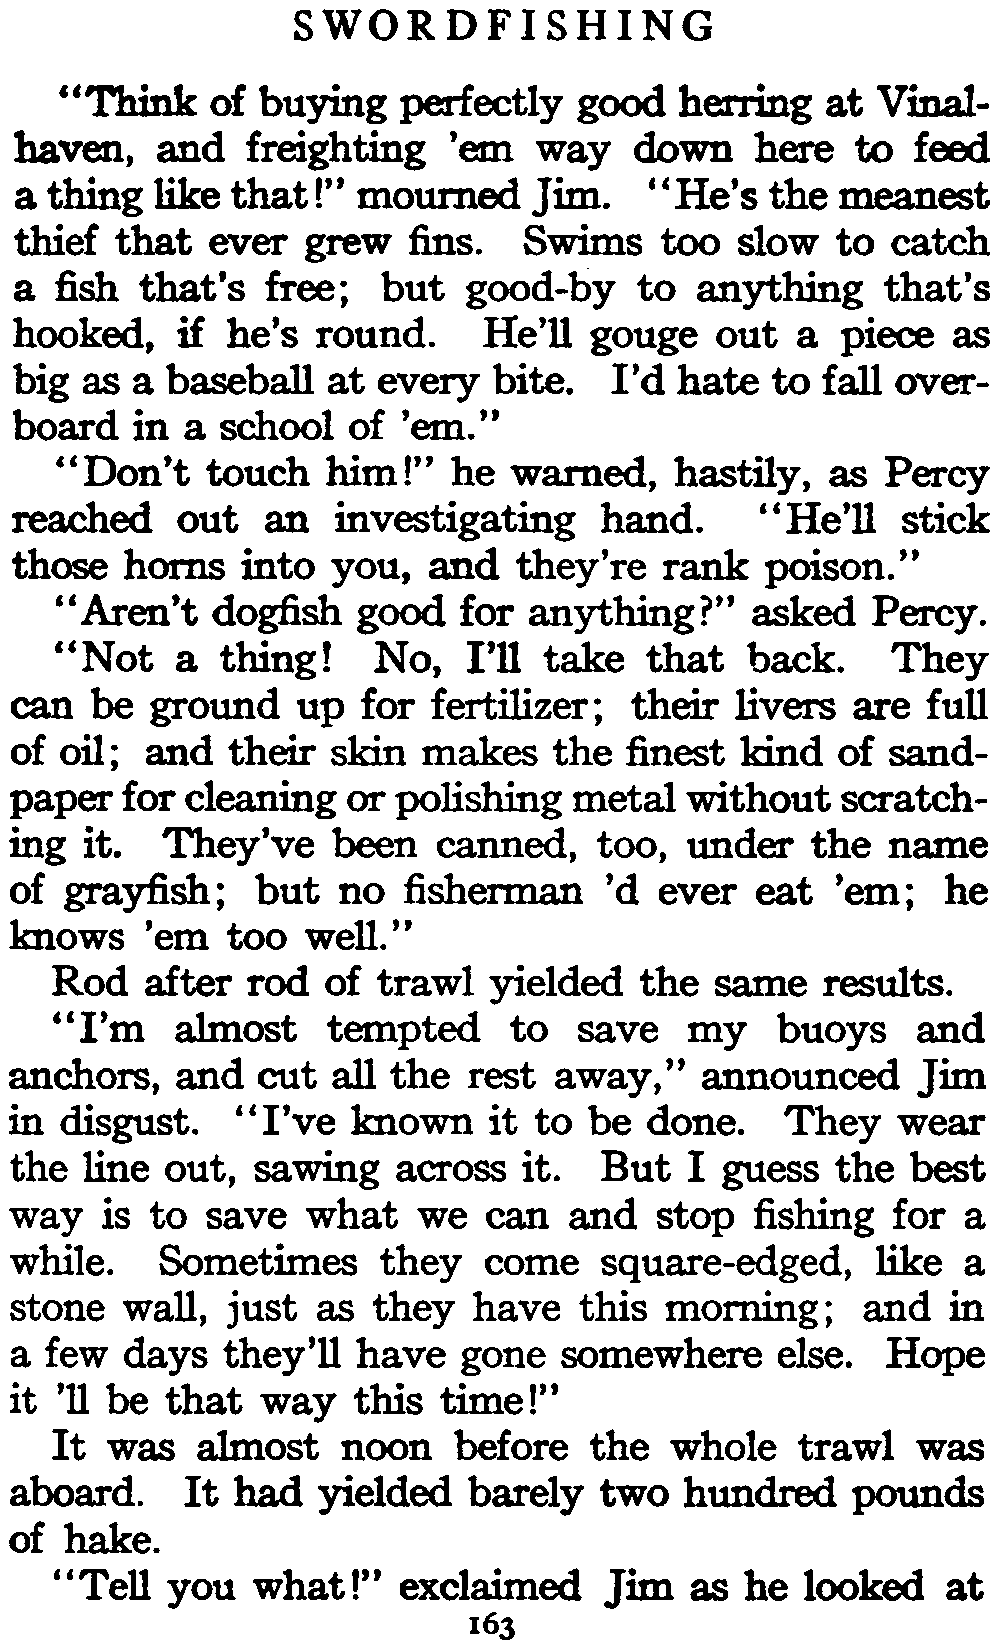 SWORDFISHING
“Think of buying perfectly good herring at Vinal-
haven, and freighting ’em way down here to feed
a thing like that!” mourned Jim. “He’s the meanest
thief that ever grew fins. Swims too slow to catch
a fish that’s free; but good-by to anything that’s
hooked, if he’s round. He’ll gouge out a piece as
big as a baseball at every bite. I’d hate to fall over-
board in a school of ’em.”
“Don’t touch him!” he warned, hastily, as Percy
reached out an investigating hand. “He’ll stick
those horns into you, and they’re rank poison.”
“Aren’t dogfish good for anything?” asked Percy.
“Not a thing! No, I’ll take that back. They
can be ground up for fertilizer; their livers are full
of oil; and their skin makes the finest kind of sand-
paper for cleaning or polishing metal without scratch-
ing it. They’ve been canned, too, under the name
of grayfish; but no fisherman ’d ever eat ’em; he
knows ’em too well.”
Rod after rod of trawl yielded the same results.
“I’m almost tempted to save my buoys and
anchors, and cut all the rest away,” announced Jim
in disgust. “I’ve known it to be done. They wear
the line out, sawing across it. But I guess the best
way is to save what we can and stop fishing for a
while. Sometimes they come square-edged, like a
stone wall, just as they have this morning; and in
a few days they’ll have gone somewhere else. Hope
it ’ll be that way this time!”
It was almost noon before the whole trawl was
aboard. It had yielded barely two hundred pounds
of hake.
“Tell you what!” exclaimed Jim as he looked at
163